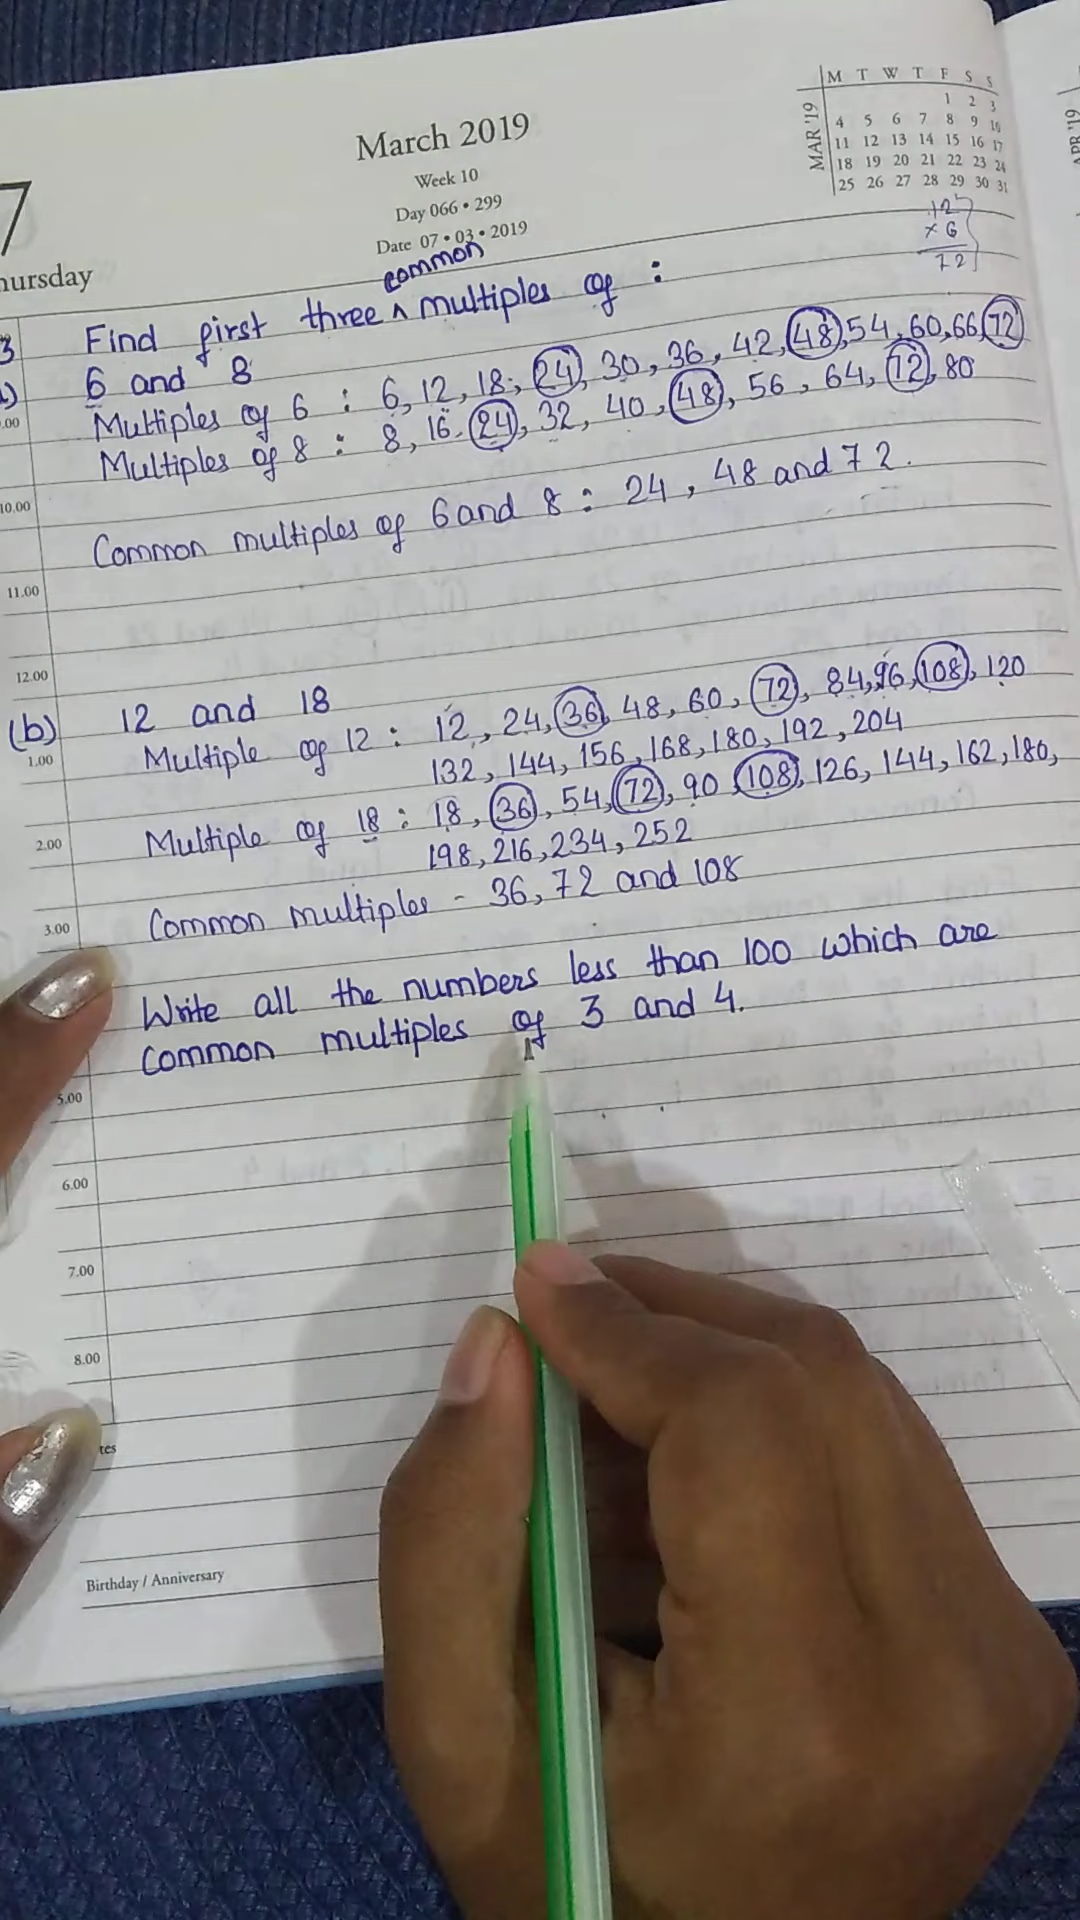 March 2019
Week 10
Day 066 • 299
Date 07 • 03 • 2019
M T W T F S S
MAR '19
1 2 3
4 5 6 7 8 9 10
11 12 13 14 15 16 17
18 19 20 21 22 23 24
25 26 27 28 29 30 31
APR '19
7
hursday
12
× 6
72
common
3 Find first three ^ multiples of :
6 and 8
Multiples of 6 : 6, 12, 18, 24, 30, 36, 42, 48, 54, 60, 66, 72
Multiples of 8 : 8, 16, 24, 32, 40, 48, 56, 64, 72, 80
10.00
Common multiples of 6 and 8 : 24, 48 and 72.
11.00
12.00
(b) 12 and 18
1.00
Multiple of 12 : 12, 24, 36, 48, 60, 72, 84, 96, 108, 120
132, 144, 156, 168, 180, 192, 204
2.00
Multiple of 18 : 18, 36, 54, 72, 90, 108, 126, 144, 162, 180,
198, 216, 234, 252
3.00
Common multiples - 36, 72 and 108
Write all the numbers less than 100 which are
common multiples of 3 and 4.
5.00
6.00
7.00
8.00
tes
Birthday / Anniversary